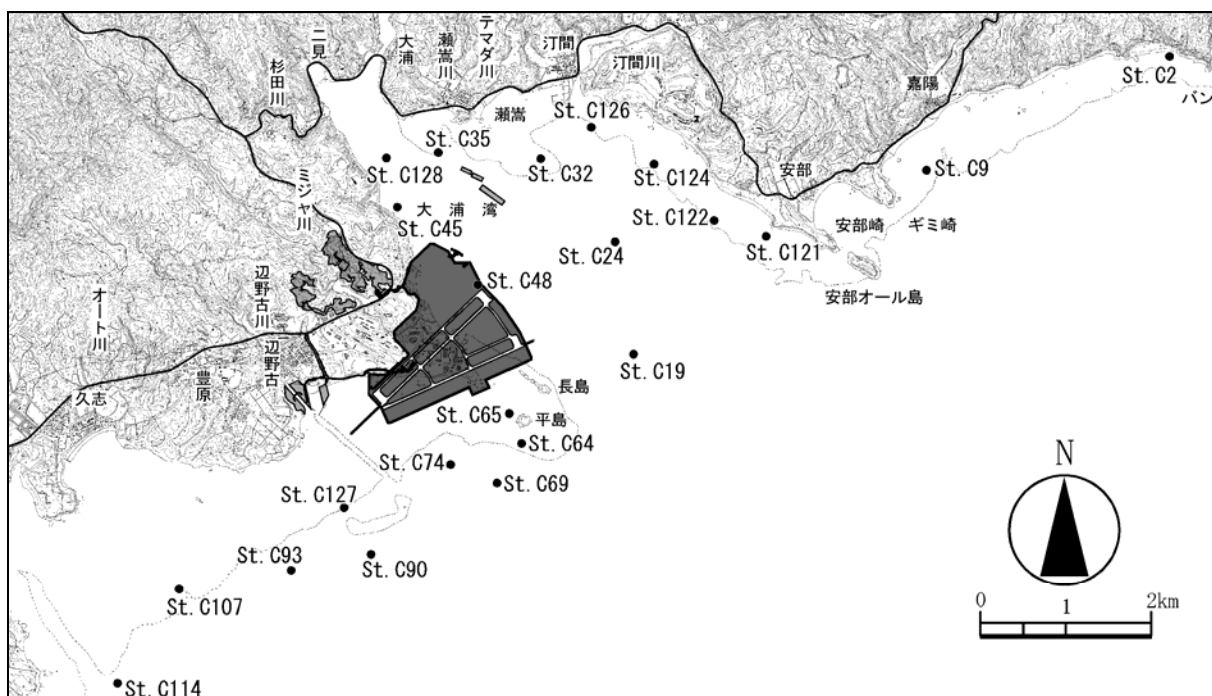 二見
大浦
瀬嵩川
テマダ川
汀間
汀間川
杉田川
嘉陽
St. C2
バン
瀬嵩
St. C126
St. C35
St. C128
St. C32
St. C124
St. C9
安部
ミジャ川
大浦湾
St. C45
St. C122
安部崎
ギミ崎
St. C24
St. C121
St. C48
安部オール島
辺野古川
オート川
辺野古
豊原
久志
St. C19
長島
St. C65
平島
St. C64
St. C74
St. C69
St. C127
St. C93
St. C90
St. C107
St. C114
N
0
1
2km